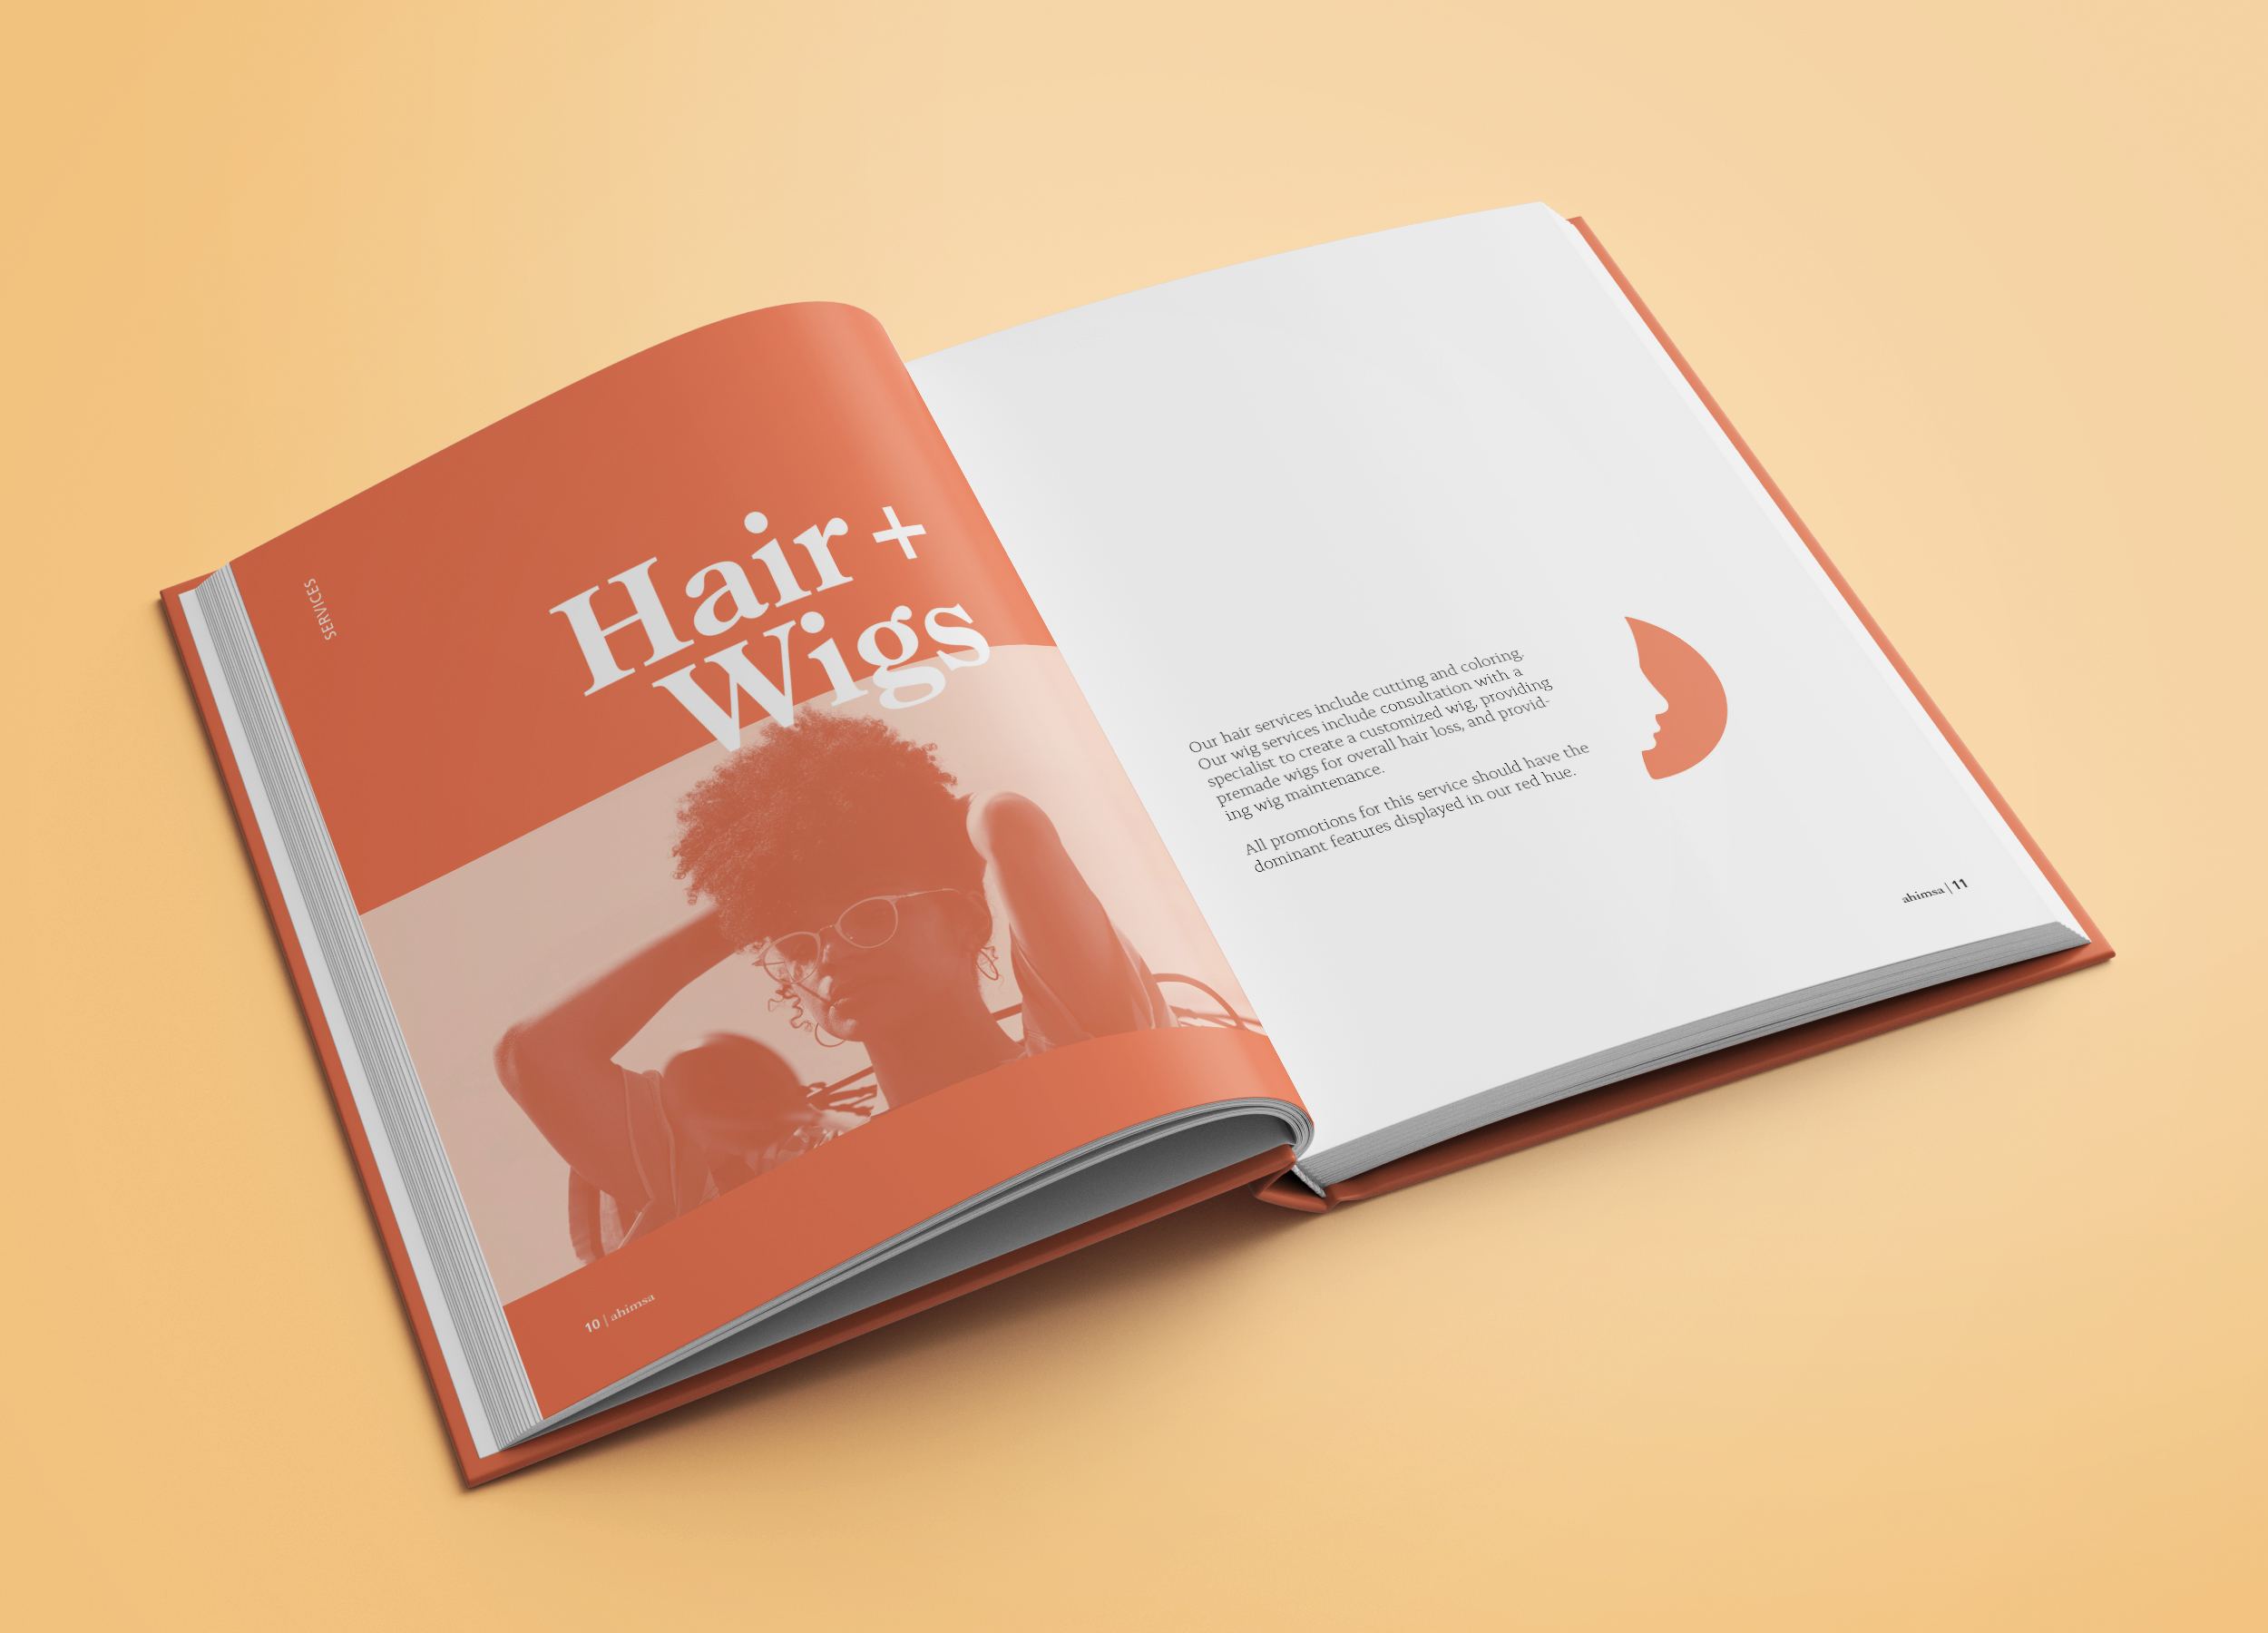 SERVICES
Hair +
Wigs
10 | ahimsa
Our hair services include cutting and coloring.
Our wig services include consultation with a
specialist to create a customized wig, providing
premade wigs for overall hair loss, and provid-
ing wig maintenance.
All promotions for this service should have the
dominant features displayed in our red hue.
ahimsa | 11